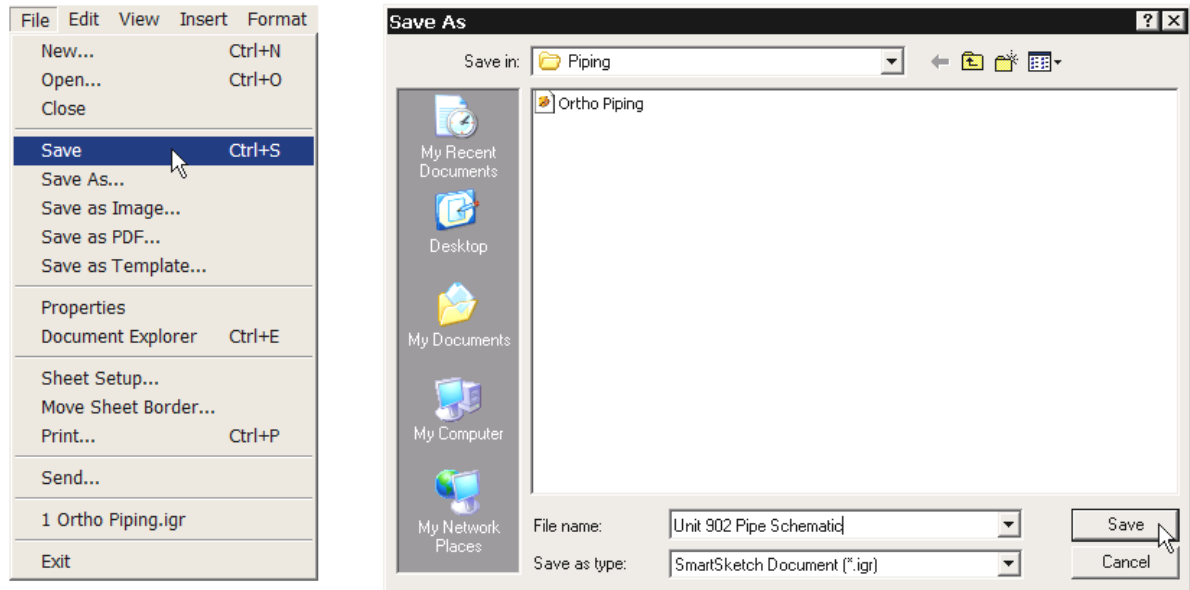 File Edit View Insert Format
New... Ctrl+N
Open... Ctrl+O
Close
Save Ctrl+S
Save As...
Save as Image...
Save as PDF...
Save as Template...
Properties
Document Explorer Ctrl+E
Sheet Setup...
Move Sheet Border...
Print... Ctrl+P
Send...
1 Ortho Piping.igr
Exit
Save As
Save in: Piping
Ortho Piping
My Recent
Documents
Desktop
My Documents
My Computer
My Network
Places
File name: Unit 902 Pipe Schematic Save
Save as type: SmartSketch Document (*.igr) Cancel